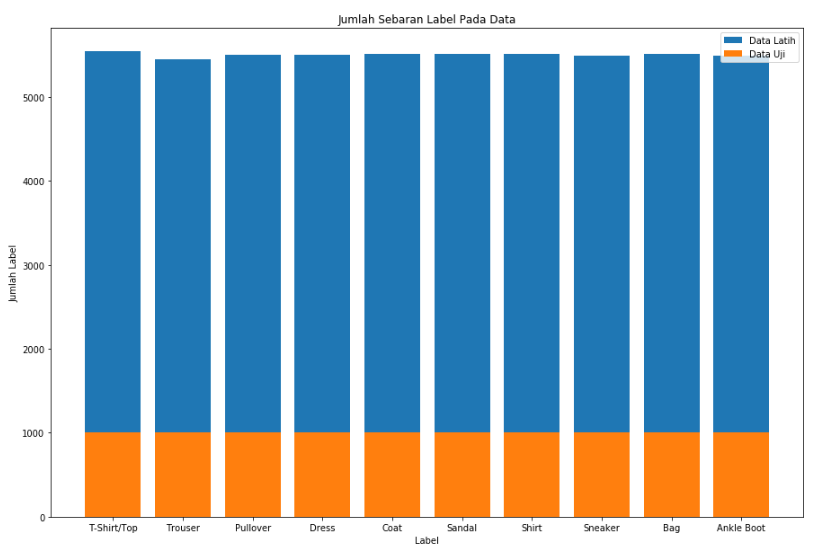 Jumlah Sebaran Label Pada Data
Data Latih
Data Uji
Jumlah Label
5000
4000
3000
2000
1000
0
T-Shirt/Top Trouser Pullover Dress Coat Sandal Shirt Sneaker Bag Ankle Boot
Label